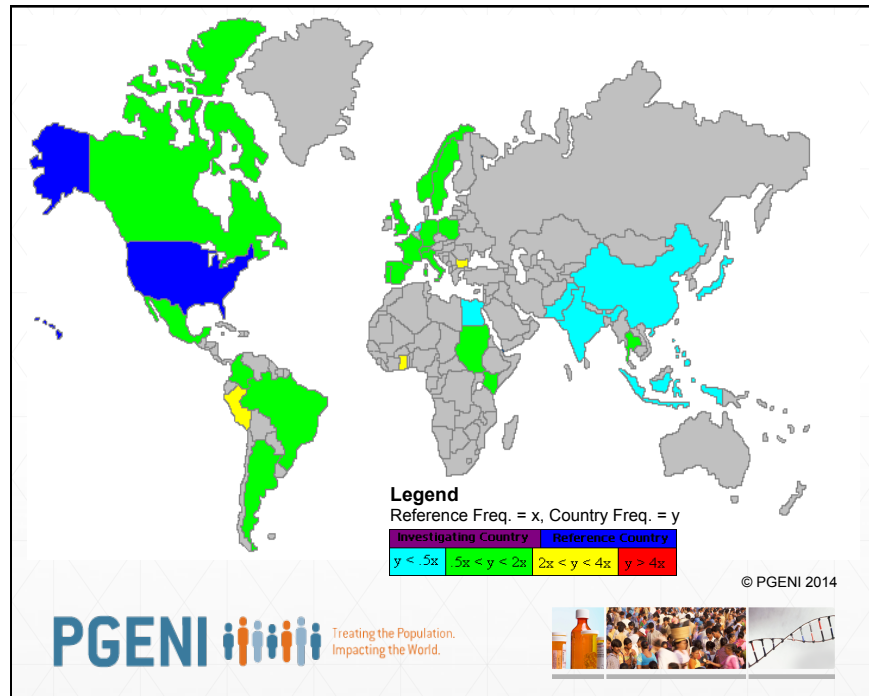 Legend
Reference Freq. = x, Country Freq. = y
Investigating Country Reference Country
y < .5x .5x < y < 2x 2x < y < 4x y > 4x
© PGENI 2014
PGENI Treating the Population.
Impacting the World.